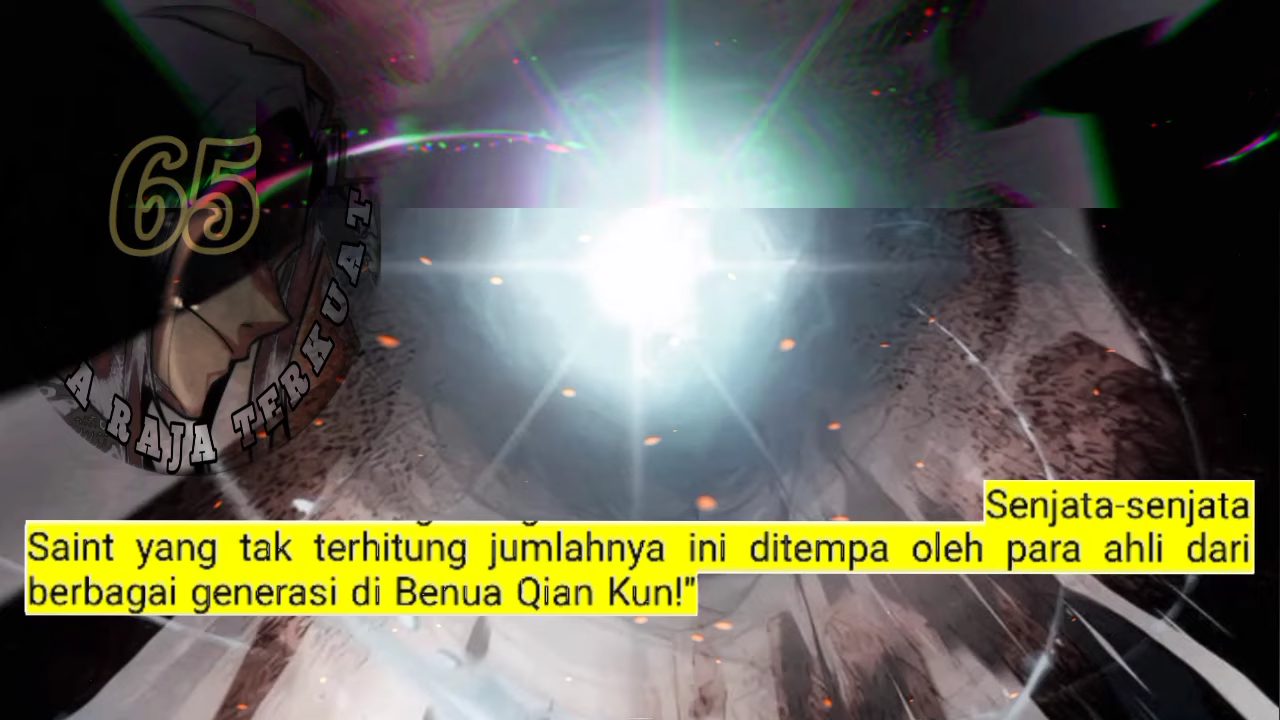 65
A RAJA TERKUAT
Senjata-senjata
Saint yang tak terhitung jumlahnya ini ditempa oleh para ahli dari
berbagai generasi di Benua Qian Kun!”